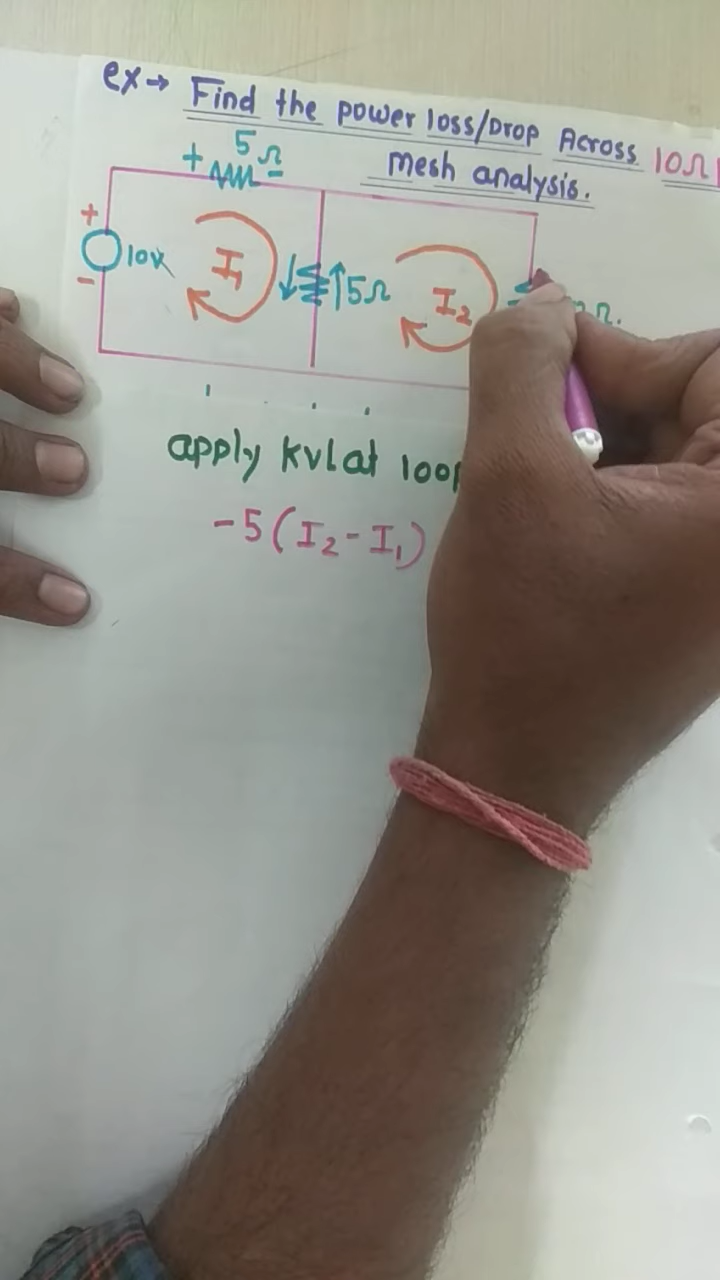 ex→ Find the power loss/Drop Across 10Ω
mesh analysis.
+ 5Ω -
+
10V
-
I₁
5Ω
I₂
Ω.
apply kvl at loop
-5(I₂-I₁)